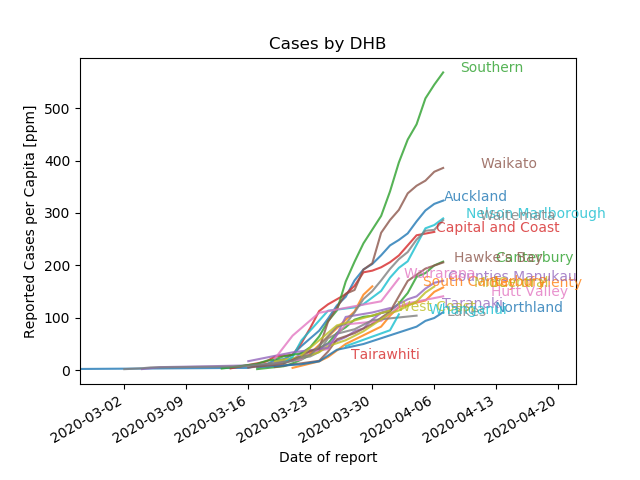 Cases by DHB
Reported Cases per Capita [ppm]
500
400
300
200
100
0
Southern
Waikato
Auckland
Nelson Marlborough
Waitemata
Capital and Coast
Hawke's Bay
Canterbury
Wairarapa
Counties Manukau
South Canterbury
Hutt Valley
Taranaki
West Coast
Whanganui
Northland
Lakes
Tairawhiti
2020-03-02
2020-03-09
2020-03-16
2020-03-23
2020-03-30
2020-04-06
2020-04-13
2020-04-20
Date of report